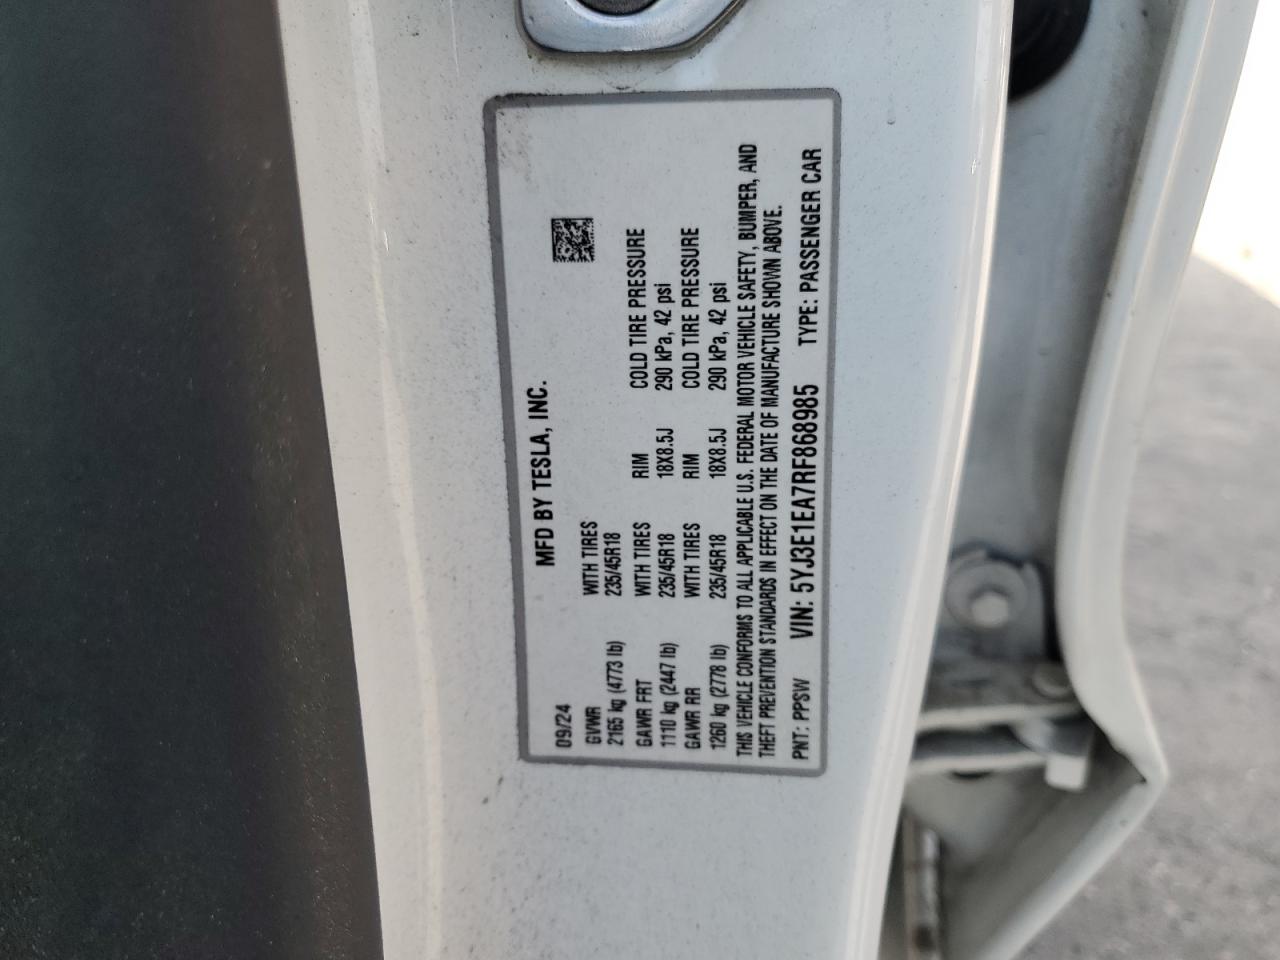 MFD BY TESLA, INC.
09/24
GVWR WITH TIRES
2165 kg (4773 lb) 235/45R18
GAWR FRT WITH TIRES RIM COLD TIRE PRESSURE
1110 kg (2447 lb) 235/45R18 18X8.5J 290 kPa, 42 psi
GAWR RR WITH TIRES RIM COLD TIRE PRESSURE
1260 kg (2778 lb) 235/45R18 18X8.5J 290 kPa, 42 psi
THIS VEHICLE CONFORMS TO ALL APPLICABLE U.S. FEDERAL MOTOR VEHICLE SAFETY, BUMPER, AND
THEFT PREVENTION STANDARDS IN EFFECT ON THE DATE OF MANUFACTURE SHOWN ABOVE.
PNT: PPSW VIN: 5YJ3E1EA7RF868985 TYPE: PASSENGER CAR